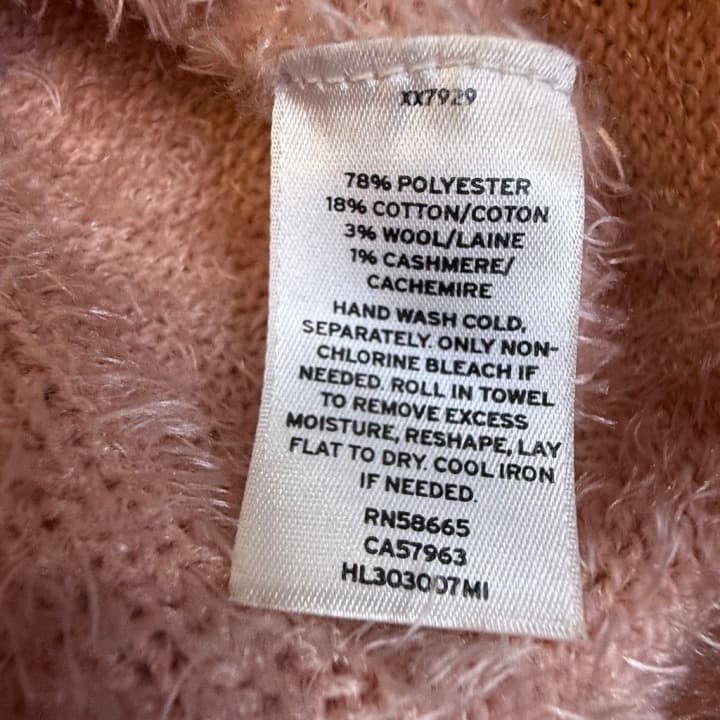 XX7929
78% POLYESTER
18% COTTON/COTON
3% WOOL/LAINE
1% CASHMERE/
CACHEMIRE
HAND WASH COLD,
SEPARATELY. ONLY NON-
CHLORINE BLEACH IF
NEEDED. ROLL IN TOWEL
TO REMOVE EXCESS
MOISTURE, RESHAPE, LAY
FLAT TO DRY. COOL IRON
IF NEEDED.
RN58665
CA57963
HL303007MI